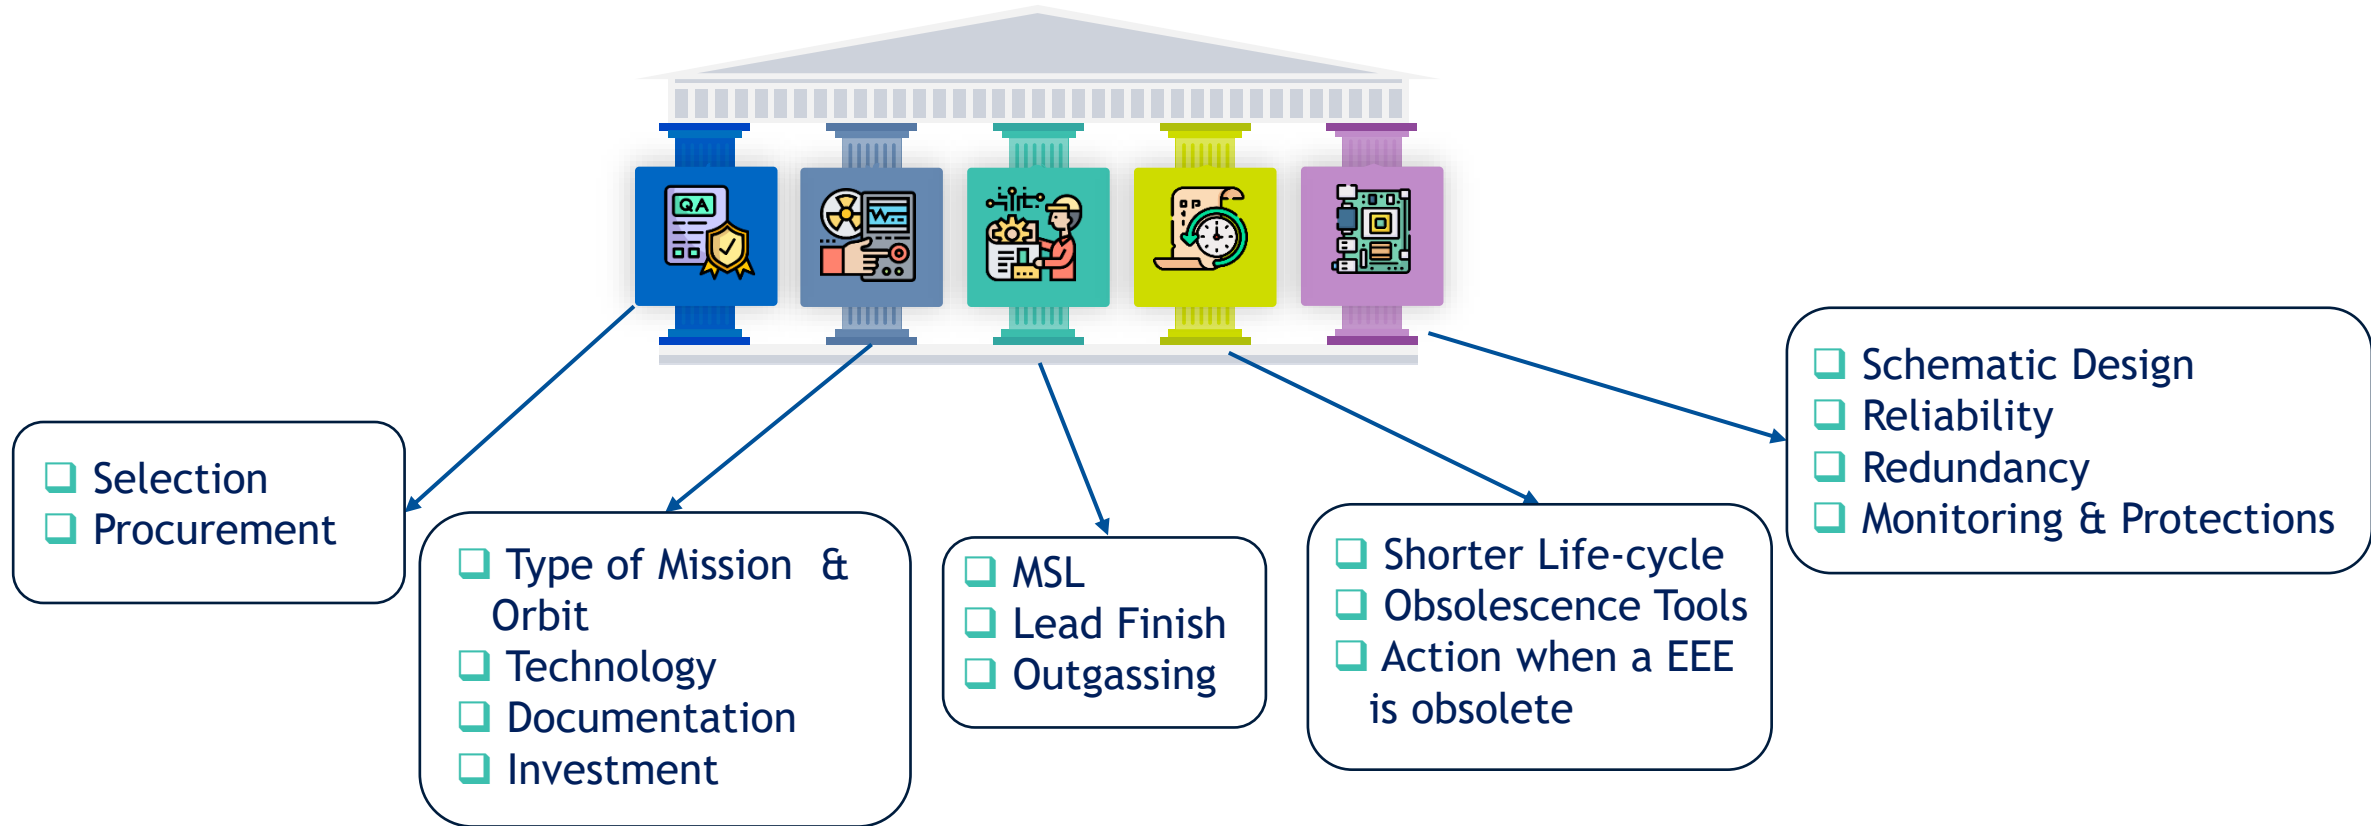 QA
Selection
Procurement
Type of Mission & 
Orbit
Technology
Documentation
Investment
MSL
Lead Finish
Outgassing
Shorter Life-cycle
Obsolescence Tools
Action when a EEE
is obsolete
Schematic Design
Reliability
Redundancy
Monitoring & Protections